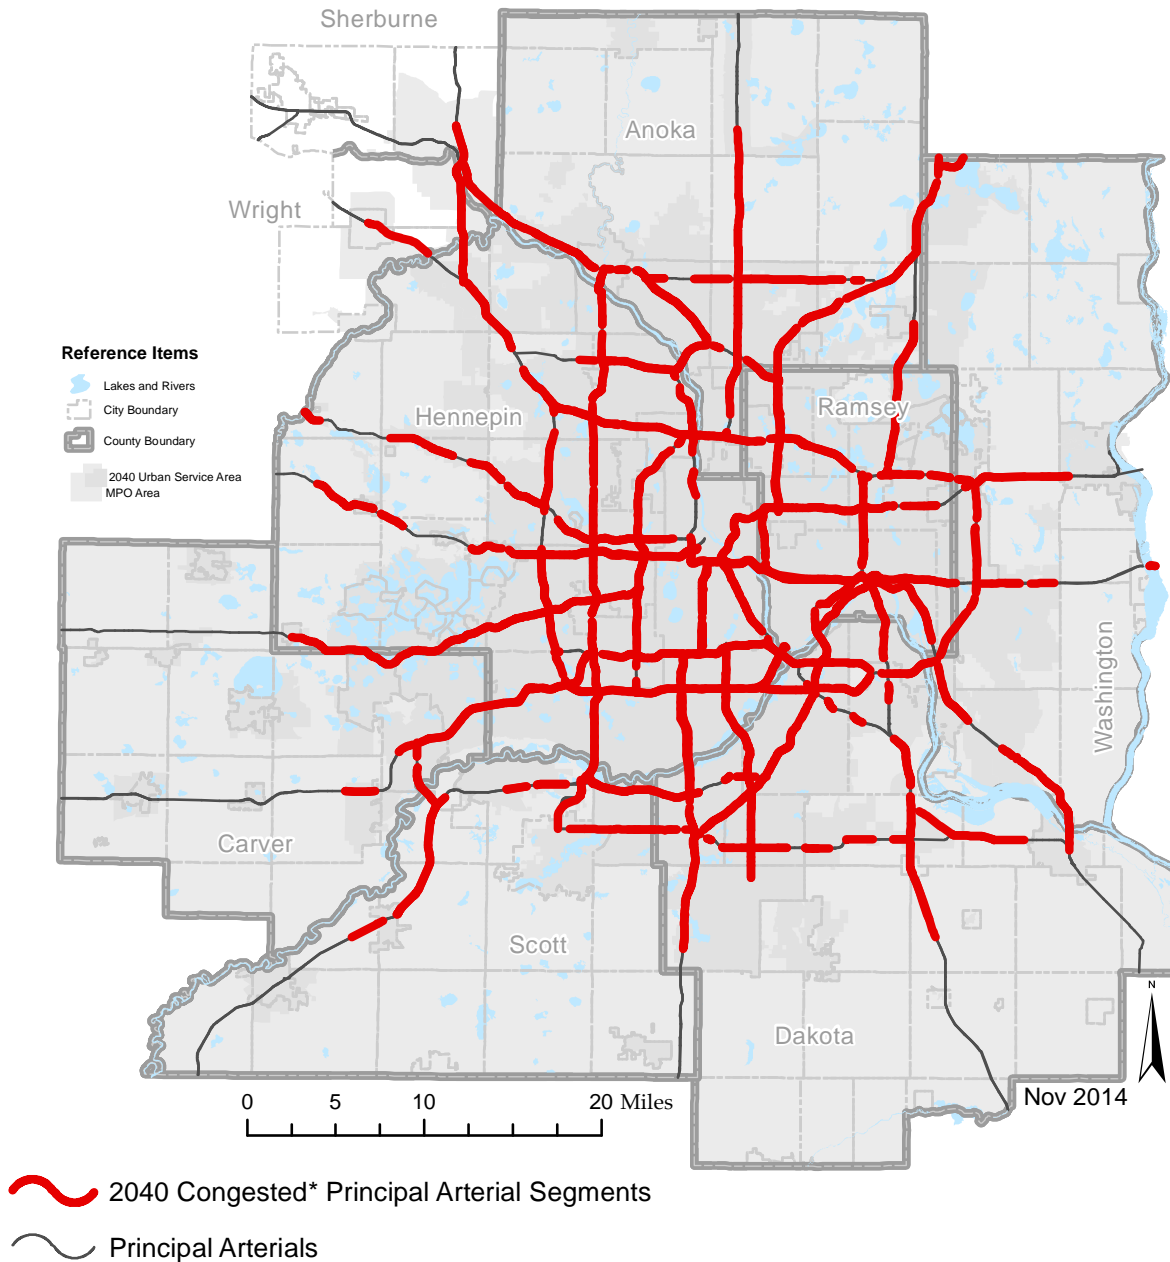 Sherburne
Anoka
Wright
Reference Items
Lakes and Rivers
City Boundary
County Boundary
2040 Urban Service Area
MPO Area
Hennepin
Ramsey
Washington
Carver
Scott
Dakota
N
Nov 2014
0 5 10 20 Miles
2040 Congested* Principal Arterial Segments
Principal Arterials